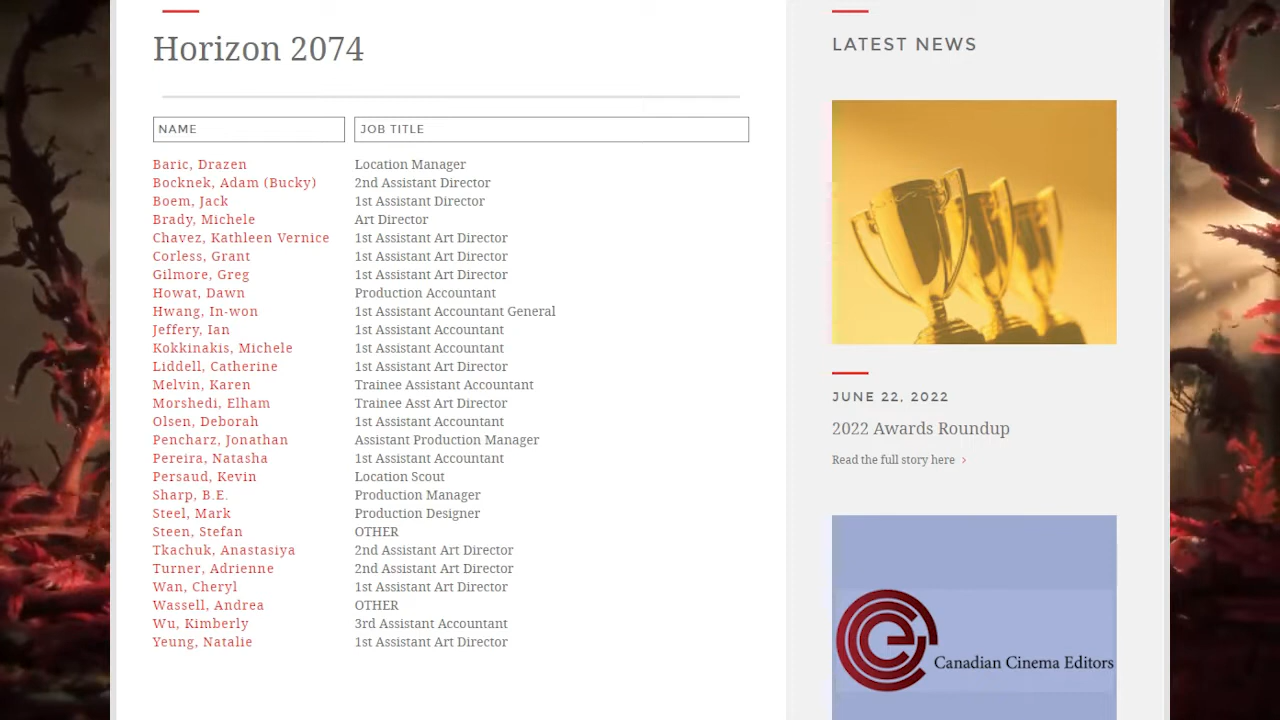 Horizon 2074
NAME JOB TITLE
Baric, Drazen Location Manager
Bocknek, Adam (Bucky) 2nd Assistant Director
Boem, Jack 1st Assistant Director
Brady, Michele Art Director
Chavez, Kathleen Vernice 1st Assistant Art Director
Corless, Grant 1st Assistant Art Director
Gilmore, Greg 1st Assistant Art Director
Howat, Dawn Production Accountant
Hwang, In-won 1st Assistant Accountant General
Jeffery, Ian 1st Assistant Accountant
Kokkinakis, Michele 1st Assistant Accountant
Liddell, Catherine 1st Assistant Art Director
Melvin, Karen Trainee Assistant Accountant
Morshedi, Elham Trainee Asst Art Director
Olsen, Deborah 1st Assistant Accountant
Pencharz, Jonathan Assistant Production Manager
Pereira, Natasha 1st Assistant Accountant
Persaud, Kevin Location Scout
Sharp, B.E. Production Manager
Steel, Mark Production Designer
Steen, Stefan OTHER
Tkachuk, Anastasiya 2nd Assistant Art Director
Turner, Adrienne 2nd Assistant Art Director
Wan, Cheryl 1st Assistant Art Director
Wassell, Andrea OTHER
Wu, Kimberly 3rd Assistant Accountant
Yeung, Natalie 1st Assistant Art Director
LATEST NEWS
JUNE 22, 2022
2022 Awards Roundup
Read the full story here >
Canadian Cinema Editors